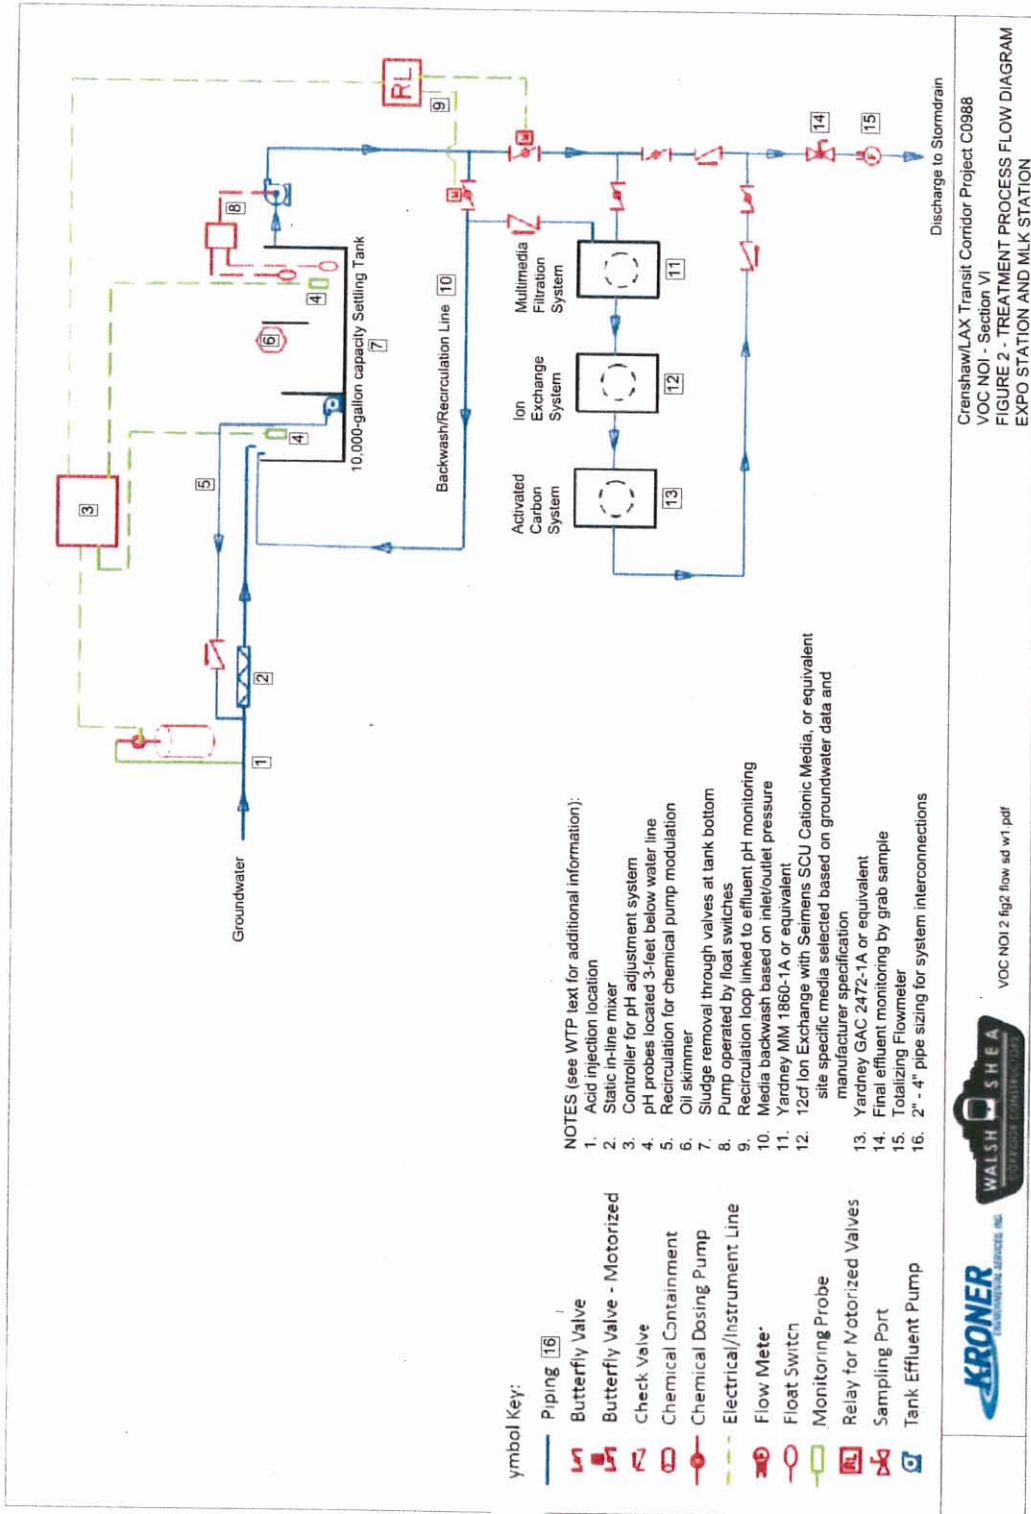 Groundwater
1
2
3
4
5
6
4
8
10,000-gallon capacity Settling Tank
7
RL
9
M
M
Backwash/Recirculation Line 10
Activated
Carbon
System
13
Ion
Exchange
System
12
Multimedia
Filtration
System
11
14
15
F
Discharge to Stormdrain
ymbol Key:
Piping 16
Butterfly Valve
Butterfly Valve - Motorized
Check Valve
Chemical Containment
Chemical Dosing Pump
Electrical/Instrument Line
Flow Meter
Float Switch
Monitoring Probe
RL Relay for Motorized Valves
Sampling Port
Tank Effluent Pump
NOTES (see WTP text for additional information):
1. Acid injection location
2. Static in-line mixer
3. Controller for pH adjustment system
4. pH probes located 3-feet below water line
5. Recirculation for chemical pump modulation
6. Oil skimmer
7. Sludge removal through valves at tank bottom
8. Pump operated by float switches
9. Recirculation loop linked to effluent pH monitoring
10. Media backwash based on inlet/outlet pressure
11. Yardney MM 1860-1A or equivalent
12. 12cf Ion Exchange with Seimens SCU Cationic Media, or equivalent
site specific media selected based on groundwater data and
manufacturer specification
13. Yardney GAC 2472-1A or equivalent
14. Final effluent monitoring by grab sample
15. Totalizing Flowmeter
16. 2" - 4" pipe sizing for system interconnections
KRONER
ENVIRONMENTAL SERVICES, INC.
WALSH SHEA
CORRIDOR CONSTRUCTORS
VOC NOI 2 fig2 flow sd w1.pdf
Crenshaw/LAX Transit Corridor Project C0988
VOC NOI - Section VI
FIGURE 2 - TREATMENT PROCESS FLOW DIAGRAM
EXPO STATION AND MLK STATION